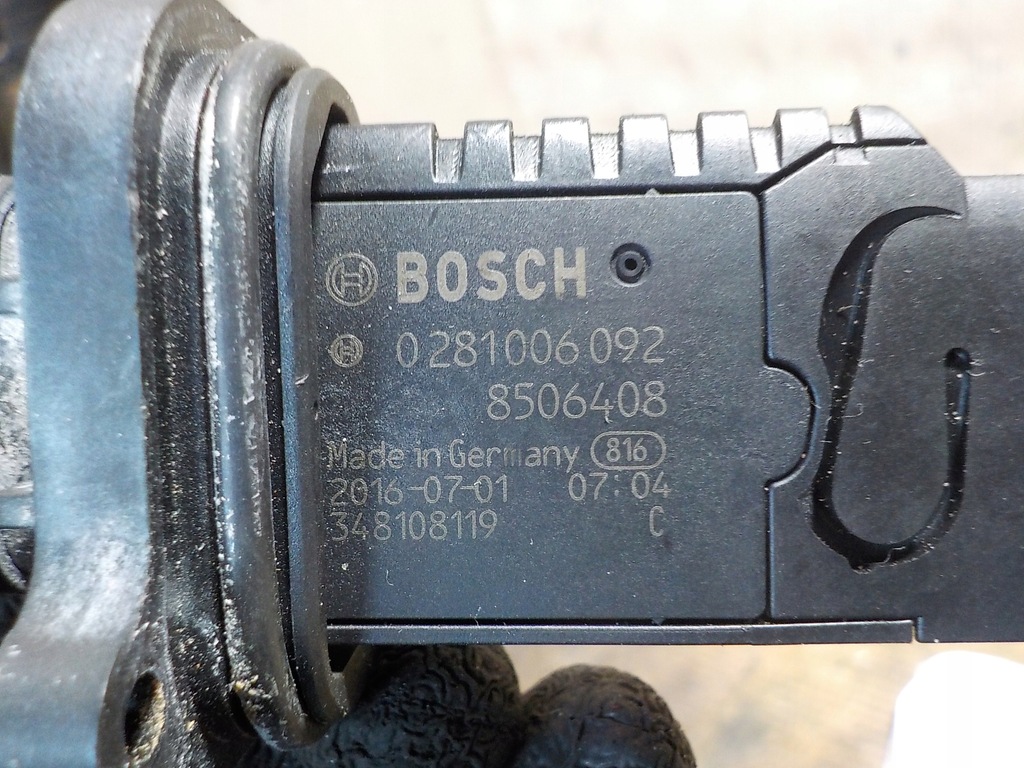 BOSCH
0 281 006 092
8506408
Made in Germany 816
2016-07-01 07:04
348108119 C